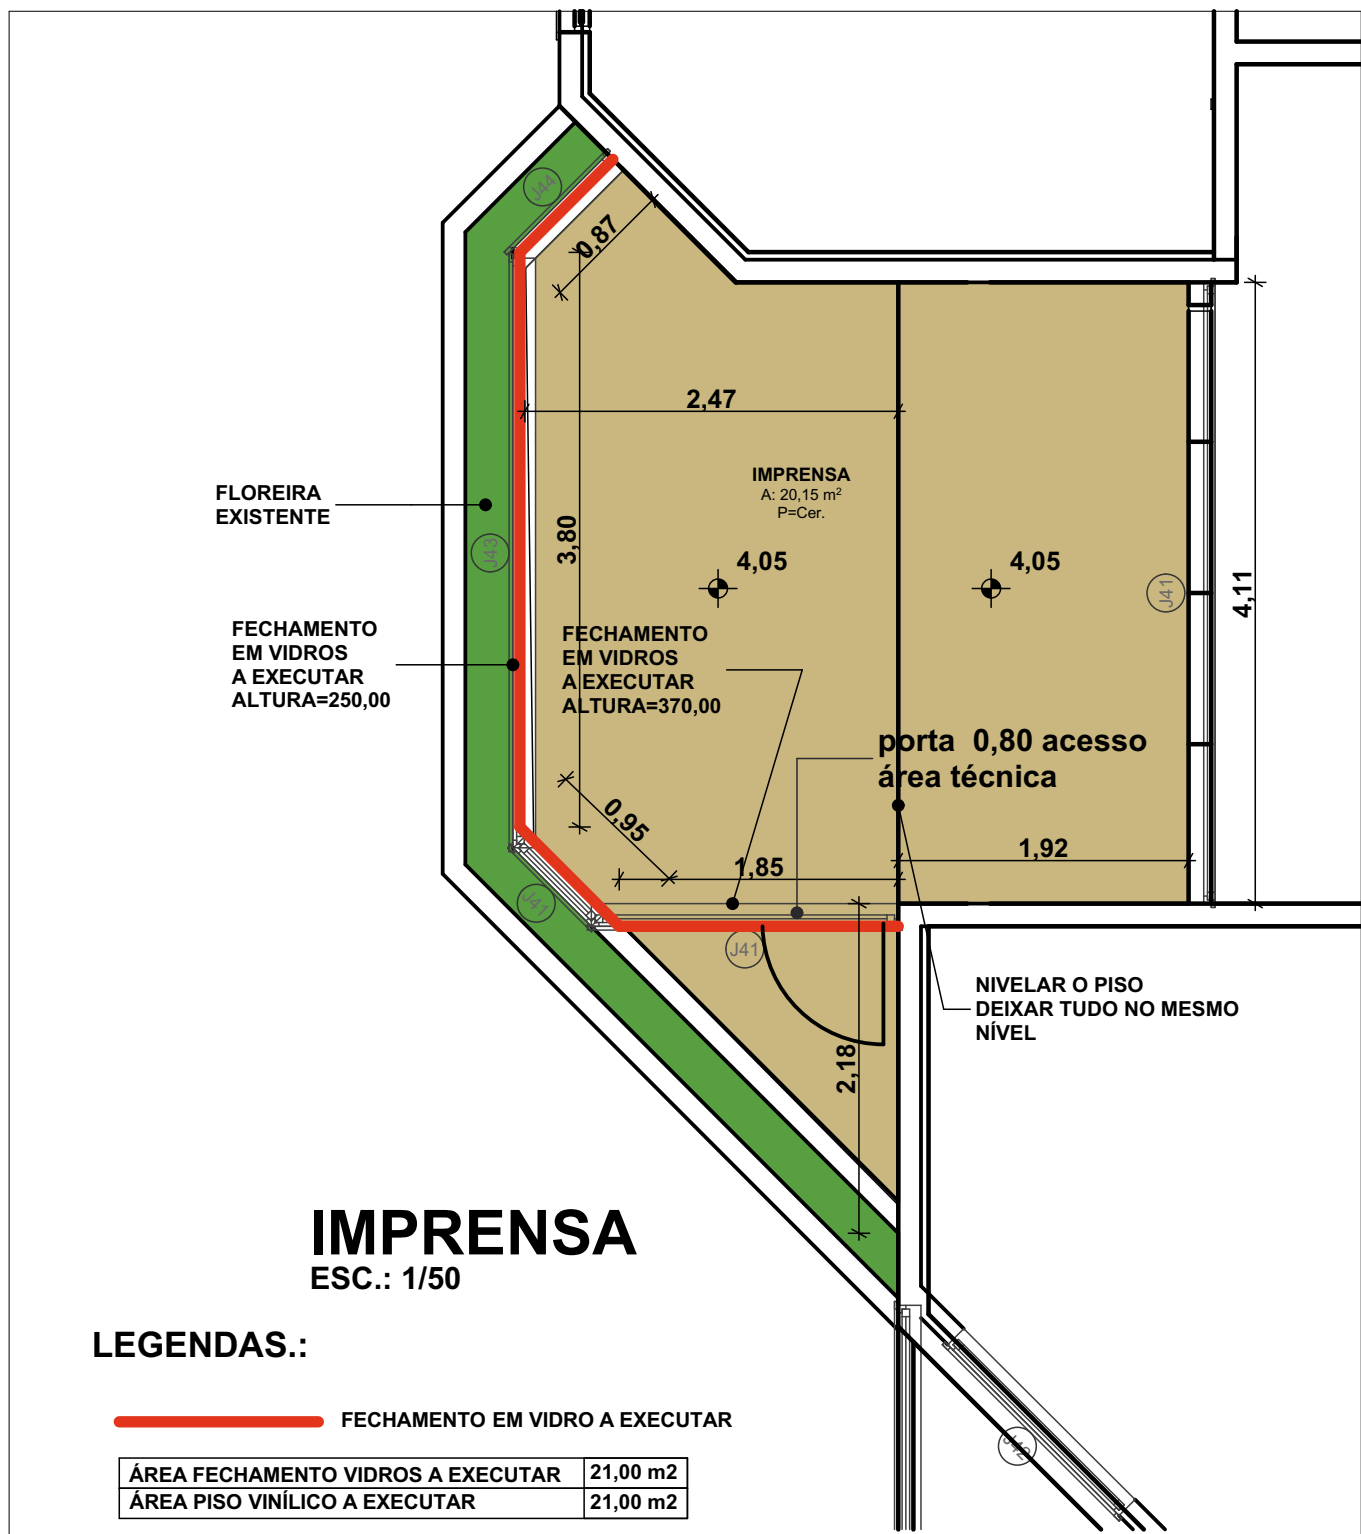 J44
0,87
2,47
IMPRENSA
A: 20,15 m²
P=Cer.
FLOREIRA
EXISTENTE
J43
3,80
4,05
4,05
J41
4,11
FECHAMENTO
EM VIDROS
A EXECUTAR
ALTURA=250,00
FECHAMENTO
EM VIDROS
A EXECUTAR
ALTURA=370,00
porta 0,80 acesso
área técnica
0,95
1,85
1,92
J41
J41
NIVELAR O PISO
DEIXAR TUDO NO MESMO
NÍVEL
2,18
IMPRENSA
ESC.: 1/50
LEGENDAS.:
FECHAMENTO EM VIDRO A EXECUTAR
ÁREA FECHAMENTO VIDROS A EXECUTAR 21,00 m2
ÁREA PISO VINÍLICO A EXECUTAR 21,00 m2
J42